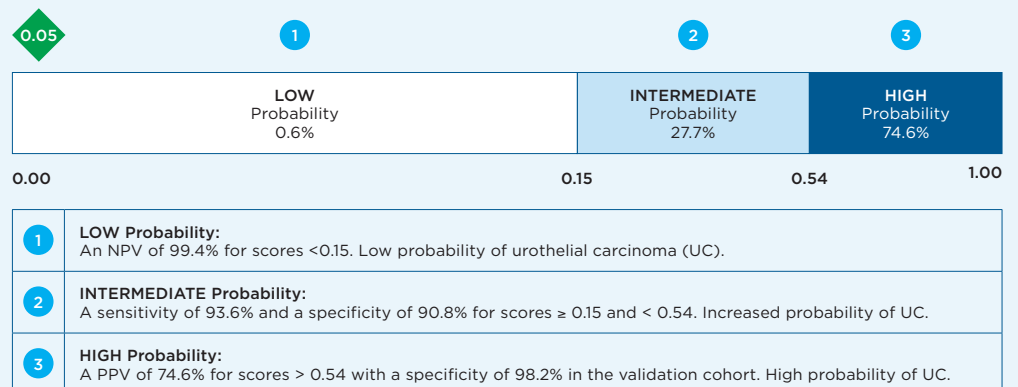 0.05
1
2
3
LOW
Probability
0.6%
INTERMEDIATE
Probability
27.7%
HIGH
Probability
74.6%
0.00
0.15
0.54
1.00
1
LOW Probability:
An NPV of 99.4% for scores <0.15. Low probability of urothelial carcinoma (UC).
2
INTERMEDIATE Probability:
A sensitivity of 93.6% and a specificity of 90.8% for scores ≥ 0.15 and < 0.54. Increased probability of UC.
3
HIGH Probability:
A PPV of 74.6% for scores > 0.54 with a specificity of 98.2% in the validation cohort. High probability of UC.